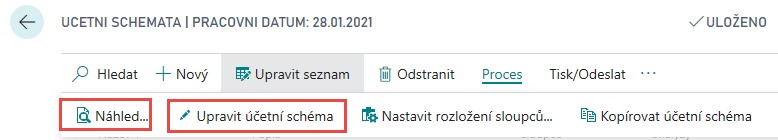 UCETNI SCHEMATA | PRACOVNI DATUM: 28.01.2021 ULOŽENO
Hledat Nový Upravit seznam Odstranit Proces Tisk/Odeslat ...
Náhled... Upravit účetní schéma Nastavit rozložení sloupců... Kopírovat účetní schéma